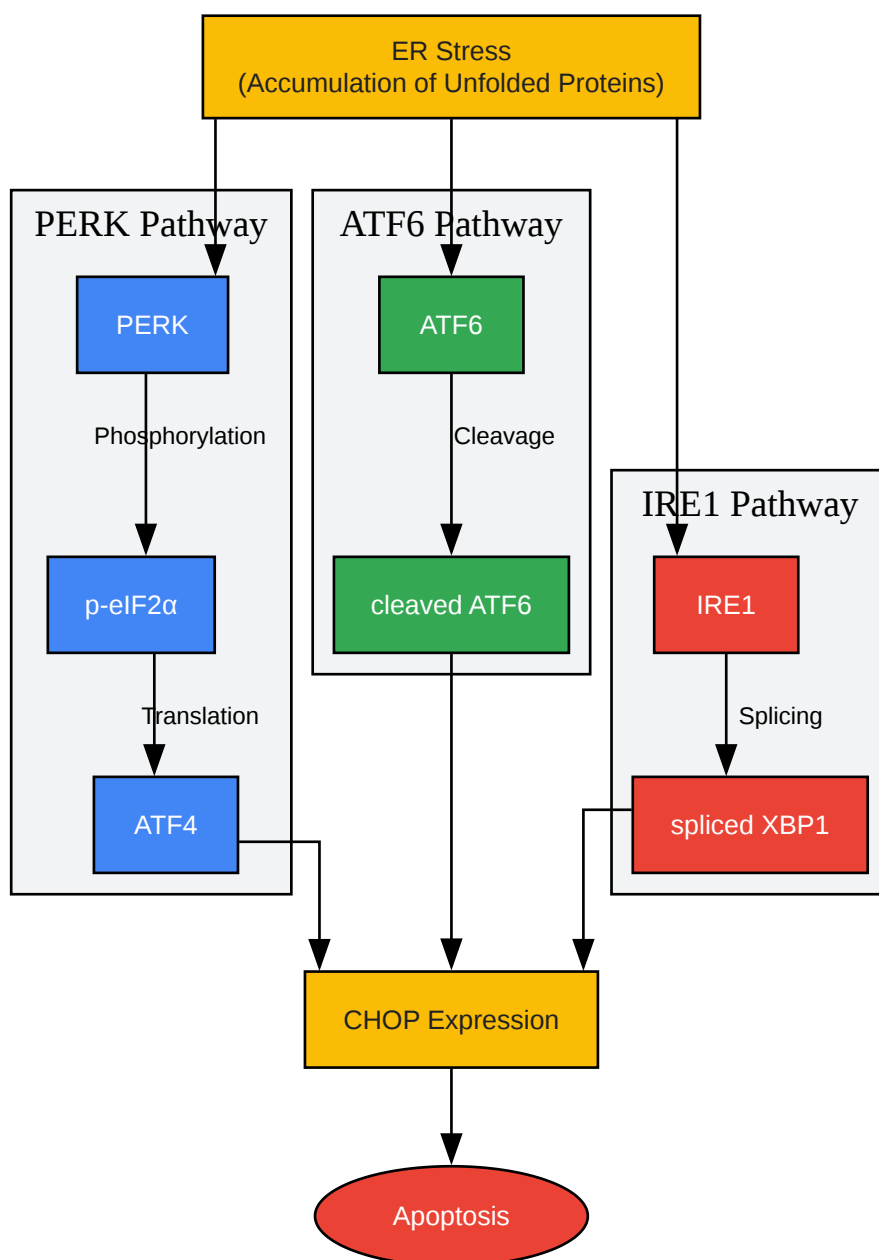 ER Stress
(Accumulation of Unfolded Proteins)
PERK Pathway
ATF6 Pathway
PERK
ATF6
Phosphorylation
Cleavage
IRE1 Pathway
p-eIF2α
cleaved ATF6
IRE1
Translation
Splicing
ATF4
spliced XBP1
CHOP Expression
Apoptosis